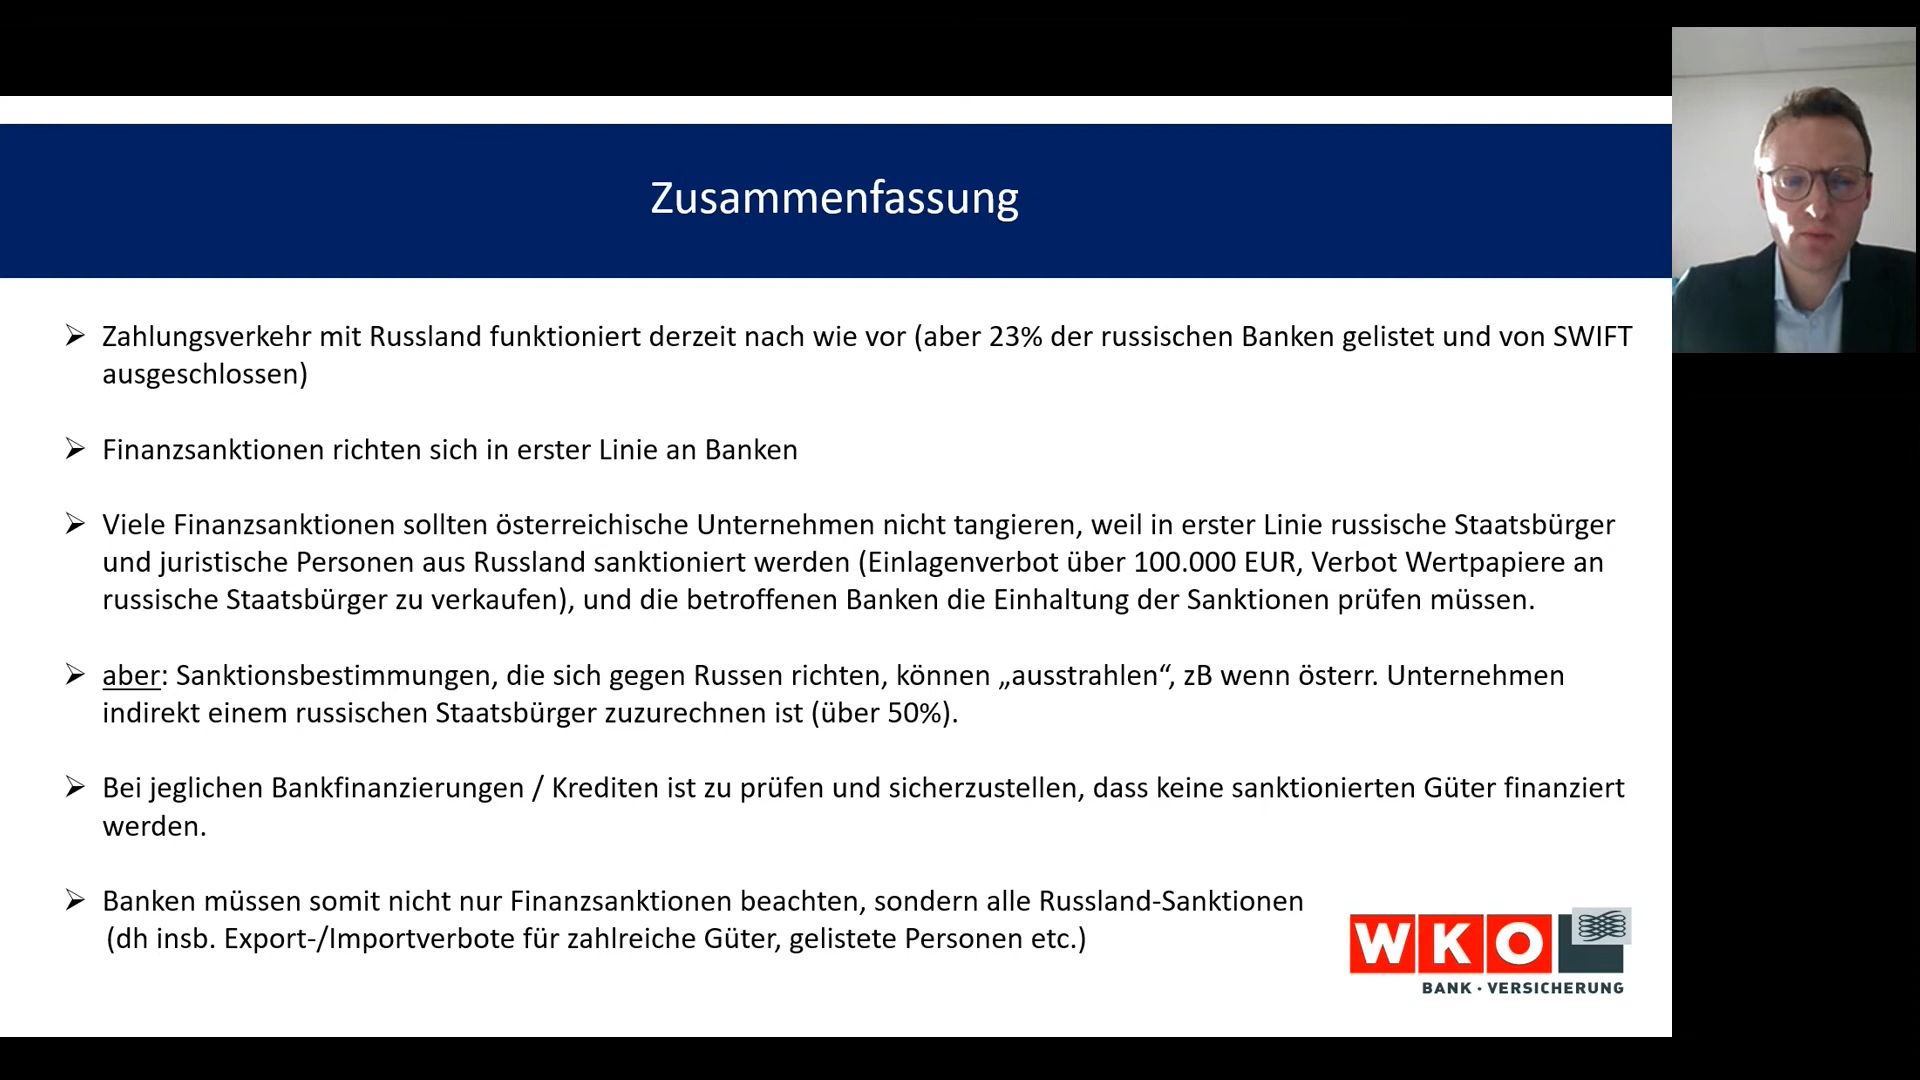 Zusammenfassung
Zahlungsverkehr mit Russland funktioniert derzeit nach wie vor (aber 23% der russischen Banken gelistet und von SWIFT
ausgeschlossen)
Finanzsanktionen richten sich in erster Linie an Banken
Viele Finanzsanktionen sollten österreichische Unternehmen nicht tangieren, weil in erster Linie russische Staatsbürger
und juristische Personen aus Russland sanktioniert werden (Einlagenverbot über 100.000 EUR, Verbot Wertpapiere an
russische Staatsbürger zu verkaufen), und die betroffenen Banken die Einhaltung der Sanktionen prüfen müssen.
aber: Sanktionsbestimmungen, die sich gegen Russen richten, können „ausstrahlen“, zB wenn österr. Unternehmen
indirekt einem russischen Staatsbürger zuzurechnen ist (über 50%).
Bei jeglichen Bankfinanzierungen / Krediten ist zu prüfen und sicherzustellen, dass keine sanktionierten Güter finanziert
werden.
Banken müssen somit nicht nur Finanzsanktionen beachten, sondern alle Russland-Sanktionen
(dh insb. Export-/Importverbote für zahlreiche Güter, gelistete Personen etc.)
WKO
BANK · VERSICHERUNG